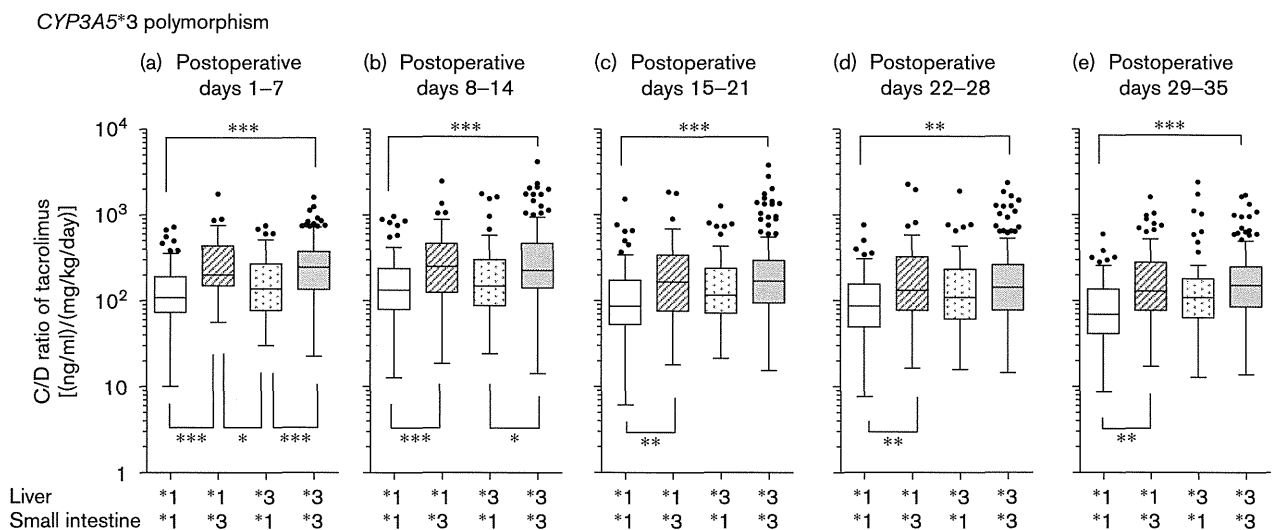 CYP3A5*3 polymorphism
(a) Postoperative days 1–7
(b) Postoperative days 8–14
(c) Postoperative days 15–21
(d) Postoperative days 22–28
(e) Postoperative days 29–35
*** *** *** ** ***
10⁴
10³
10²
10
1
C/D ratio of tacrolimus
[(ng/ml)/(mg/kg/day)]
*** * *** *** * ** ** **
Liver *1 *1 *3 *3 *1 *1 *3 *3 *1 *1 *3 *3 *1 *1 *3 *3 *1 *1 *3 *3
Small intestine *1 *3 *1 *3 *1 *3 *1 *3 *1 *3 *1 *3 *1 *3 *1 *3 *1 *3 *1 *3